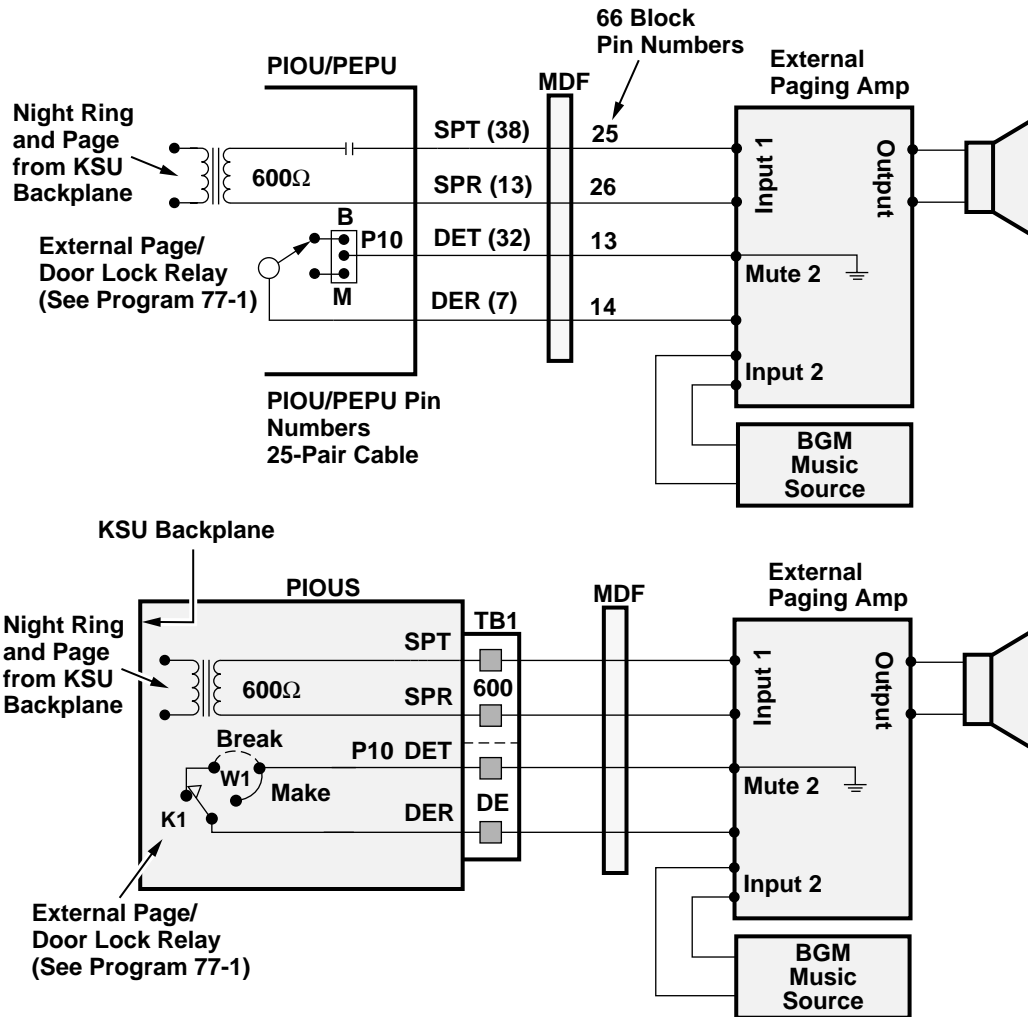 66 Block
Pin Numbers
PIOU/PEPU
MDF
External
Paging Amp
Night Ring
and Page
from KSU
Backplane
600Ω
SPT (38)
25
SPR (13)
26
Input 1
Output
External Page/
Door Lock Relay
(See Program 77-1)
B
P10
M
DET (32)
13
Mute 2
DER (7)
14
Input 2
PIOU/PEPU Pin
Numbers
25-Pair Cable
BGM
Music
Source
KSU Backplane
PIOUS
TB1
MDF
External
Paging Amp
Night Ring
and Page
from KSU
Backplane
600Ω
SPT
600
SPR
Input 1
Output
Break
W1
Make
K1
P10 DET
Mute 2
DER
DE
Input 2
External Page/
Door Lock Relay
(See Program 77-1)
BGM
Music
Source